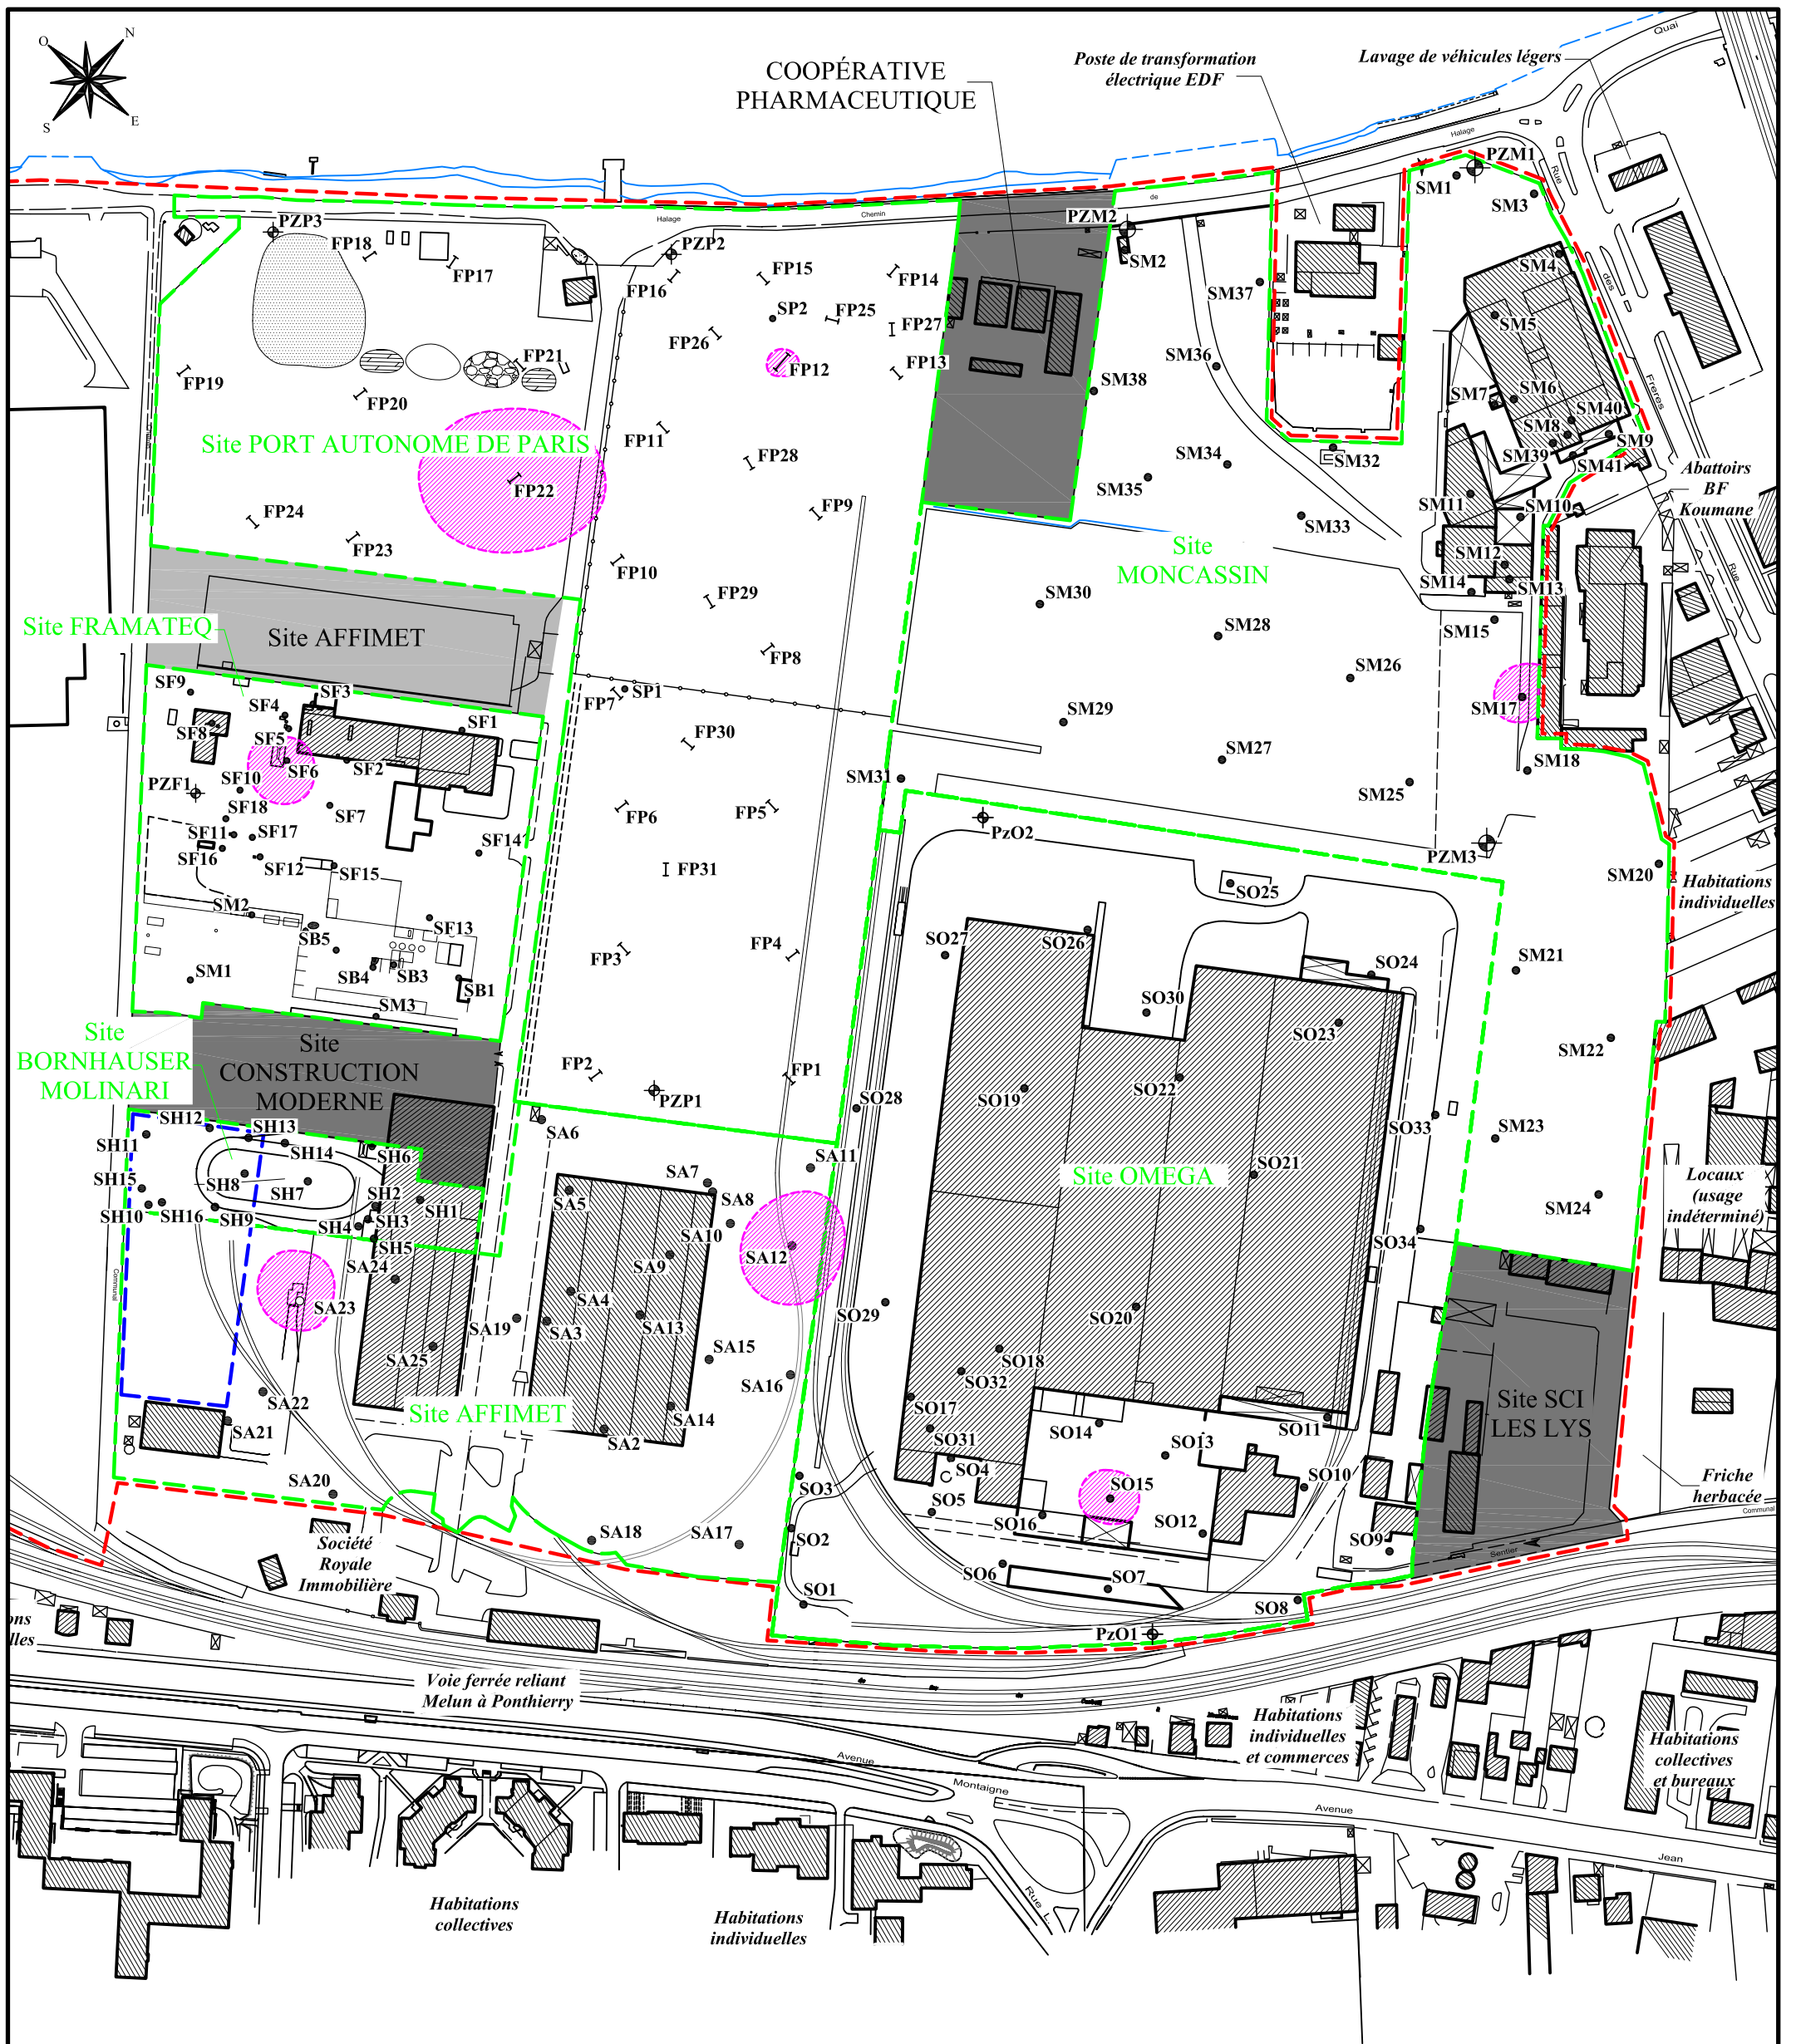 O
N
S
E
COOPÉRATIVE
PHARMACEUTIQUE
Poste de transformation
électrique EDF
Lavage de véhicules légers
Quai
Halage
PZM1
SM1
SM3
Rue
des
Freres
Rue
Halage
Chemin
de
PZP3
FP18
FP17
PZP2
FP16
FP15
FP14
PZM2
SM2
SM37
SM4
SP2
FP25
FP27
FP26
SM5
FP21
FP12
FP13
SM36
FP19
FP20
SM38
SM7
SM6
SM40
SM8
SM9
SM39
SM41
Site PORT AUTONOME DE PARIS
FP11
FP28
SM34
SM32
SM35
FP22
FP9
SM33
SM11
SM10
Abattoirs
BF
Koumane
FP24
FP23
Site
MONCASSIN
FP10
FP29
SM12
SM14
SM13
SM30
SM28
SM15
Site FRAMATEQ
Site AFFIMET
FP8
SM26
SM17
SF9
SF3
SF4
SF1
FP7
SP1
SM29
SF8
SF5
FP30
SF6
SF2
SM27
SM18
PZF1
SF10
SF18
SF7
FP6
FP5
SM31
SM25
SF11
SF17
SF16
SF14
PzO2
PZM3
SF12
SF15
FP31
SO25
SM20
Habitations
individuelles
SM2
SF13
SB5
FP3
FP4
SO27
SO26
SM1
SB4
SB3
SB1
SO24
SM21
SM3
SO30
SO23
Site
BORNHAUSER
MOLINARI
Site
CONSTRUCTION
MODERNE
SM22
FP2
FP1
PZP1
SO19
SO22
SO28
SO33
SH12
SH13
SH11
SH14
SH6
SA6
SM23
SH15
SH8
SH7
SA11
Site OMEGA
SO21
Locaux
(usage
indéterminé)
SH10
SH16
SH9
SH2
SH1
SH4
SH3
SH5
SA5
SA7
SA8
SA10
SM24
SA12
SO34
SA9
SA24
SA23
SA4
SA3
SA13
SA19
SO29
SO20
Communal
SA25
SA15
SO18
SA16
SO32
SA22
Site AFFIMET
SO17
Site SCI
LES LYS
SA21
SA2
SA14
SO31
SO14
SO11
SO13
SO4
SO3
SO10
SA20
SO5
SO15
Friche
herbacée
Communal
SO16
SO12
SA18
SA17
SO2
SO9
Sentier
Société
Royale
Immobilière
SO6
SO7
SO1
SO8
PzO1
ons
lles
Voie ferrée reliant
Melun à Ponthierry
Habitations
individuelles
et commerces
Habitations
collectives
et bureaux
Avenue
Montaigne
Avenue
Jean
Rue L.
Habitations
collectives
Habitations
individuelles